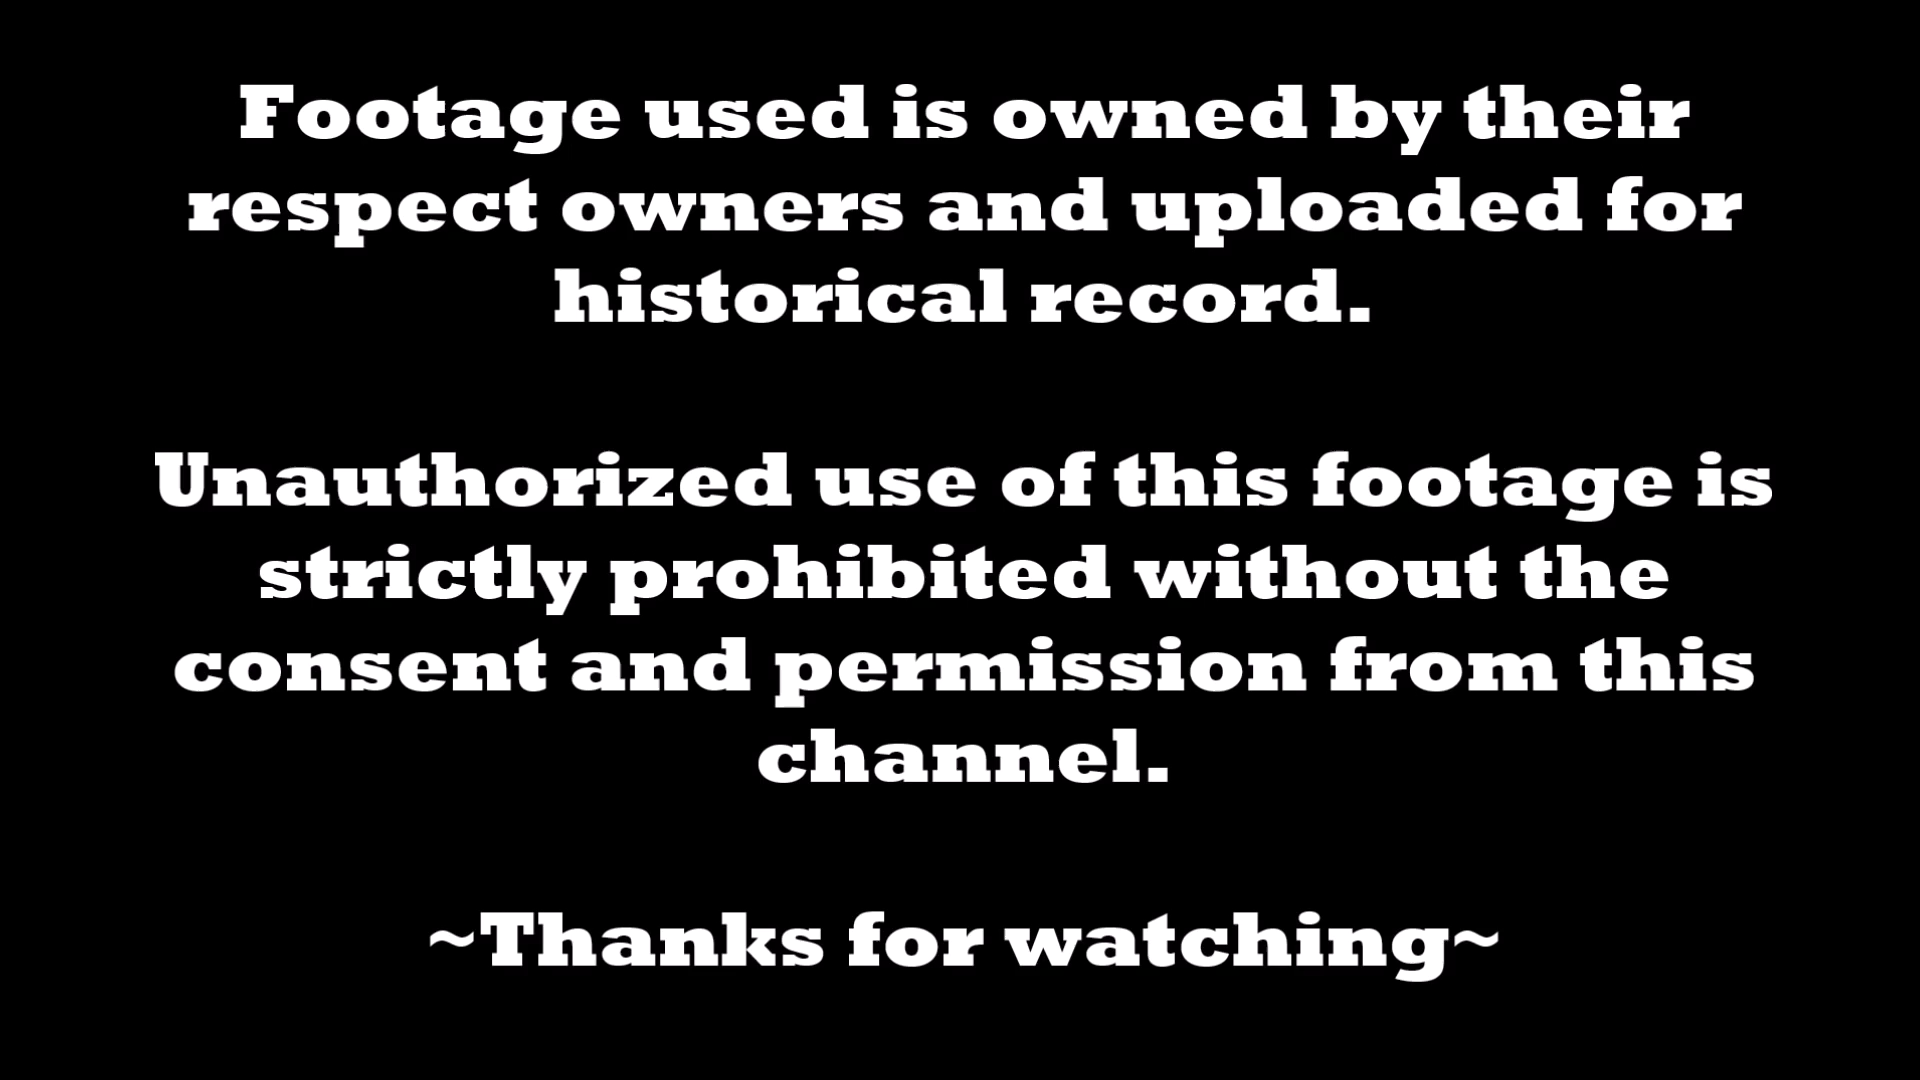 Footage used is owned by their
respect owners and uploaded for
historical record.
Unauthorized use of this footage is
strictly prohibited without the
consent and permission from this
channel.
~Thanks for watching~